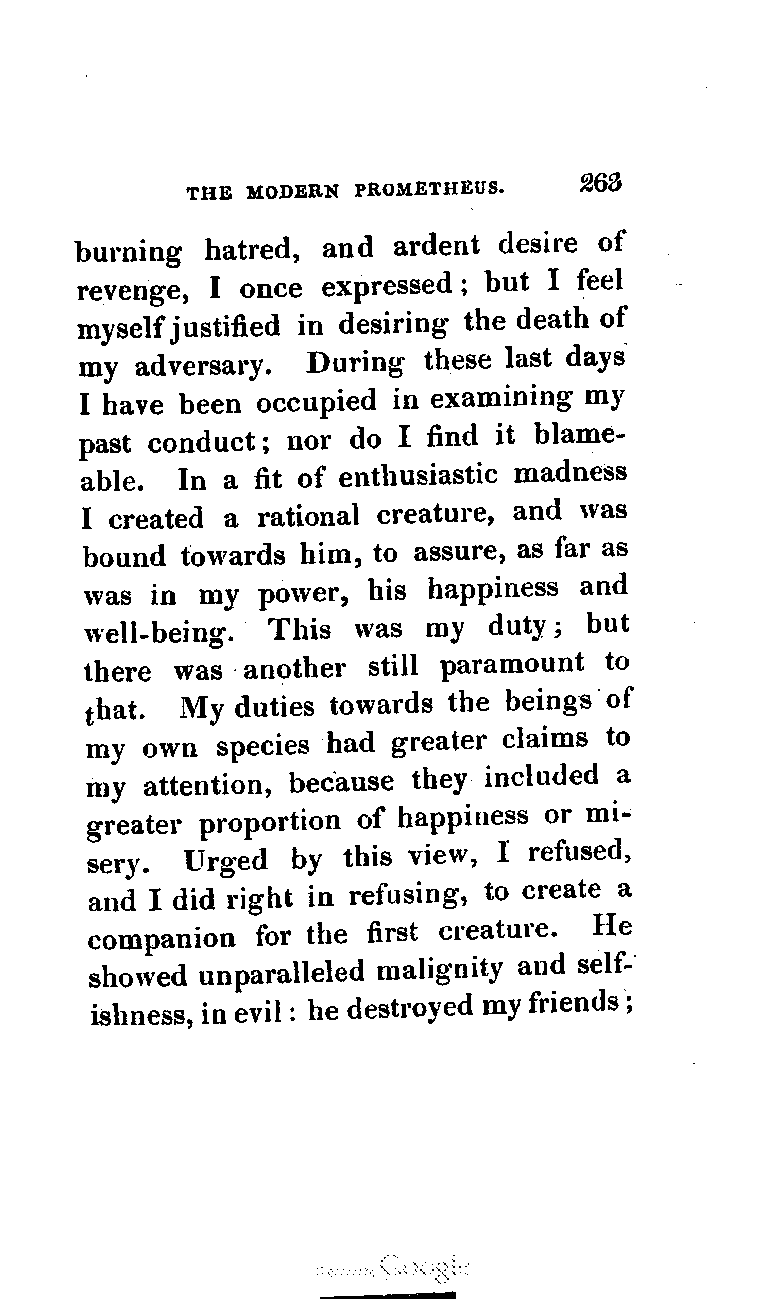 THE MODERN PROMETHEUS. 263
burning hatred, and ardent desire of
revenge, I once expressed; but I feel
myself justified in desiring the death of
my adversary. During these last days
I have been occupied in examining my
past conduct; nor do I find it blame-
able. In a fit of enthusiastic madness
I created a rational creature, and was
bound towards him, to assure, as far as
was in my power, his happiness and
well-being. This was my duty; but
there was another still paramount to
that. My duties towards the beings of
my own species had greater claims to
my attention, because they included a
greater proportion of happiness or mi-
sery. Urged by this view, I refused,
and I did right in refusing, to create a
companion for the first creature. He
showed unparalleled malignity and self-
ishness, in evil: he destroyed my friends;
Google